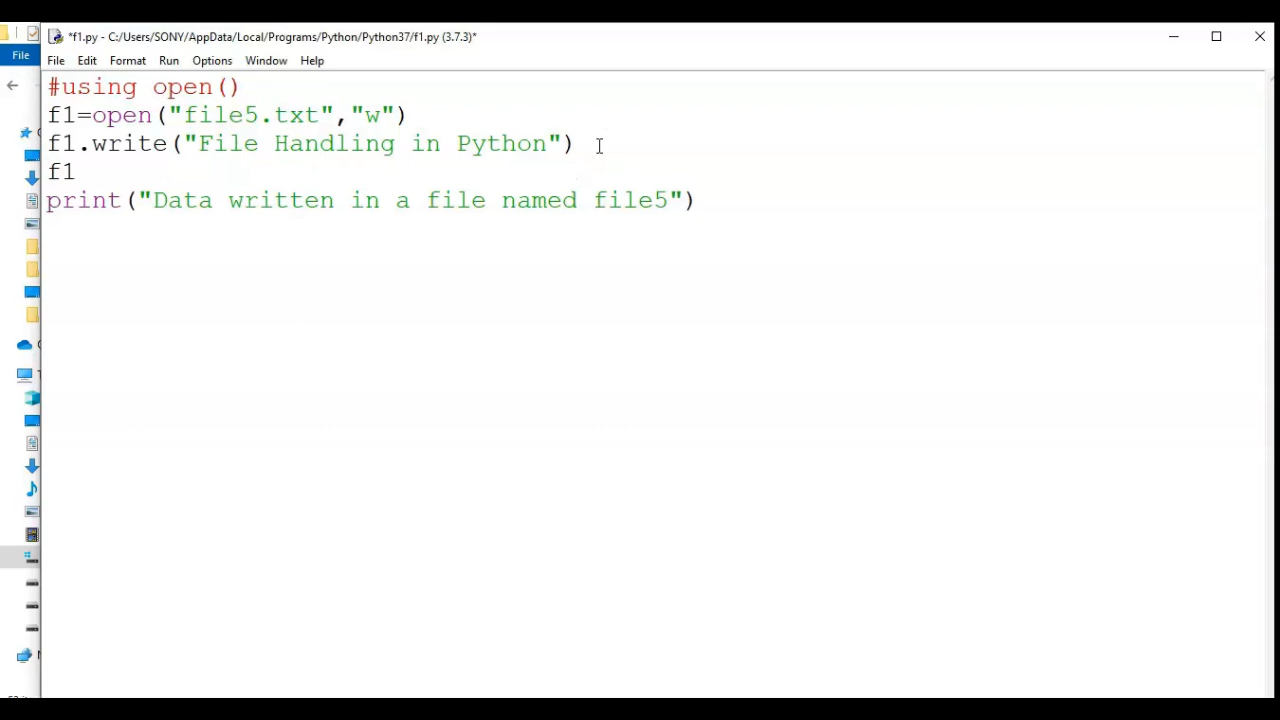 *f1.py - C:/Users/SONY/AppData/Local/Programs/Python/Python37/f1.py (3.7.3)*
File
File Edit Format Run Options Window Help
#using open()
f1=open("file5.txt","w")
f1.write("File Handling in Python")
f1
print("Data written in a file named file5")